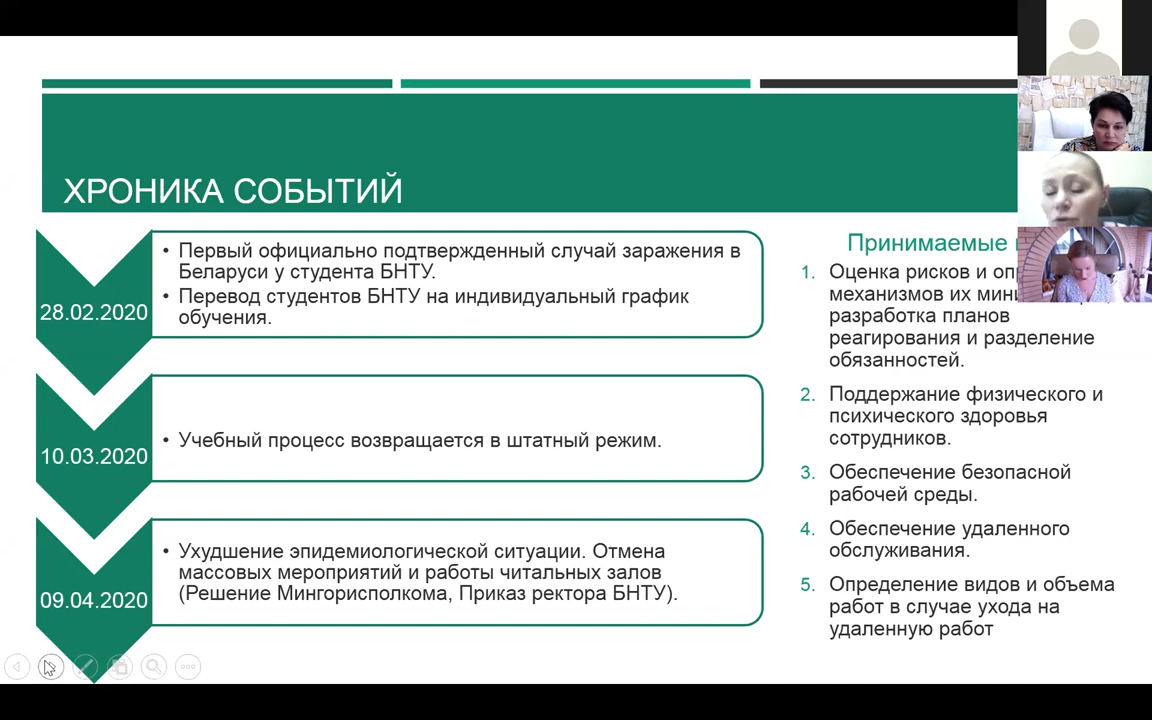 ХРОНИКА СОБЫТИЙ
28.02.2020
• Первый официально подтвержденный случай заражения в
Беларуси у студента БНТУ.
• Перевод студентов БНТУ на индивидуальный график
обучения.
10.03.2020
• Учебный процесс возвращается в штатный режим.
09.04.2020
• Ухудшение эпидемиологической ситуации. Отмена
массовых мероприятий и работы читальных залов
(Решение Мингорисполкома, Приказ ректора БНТУ).
Принимаемые
1. Оценка рисков и
механизмов их
разработка планов
реагирования и разделение
обязанностей.
2. Поддержание физического и
психического здоровья
сотрудников.
3. Обеспечение безопасной
рабочей среды.
4. Обеспечение удаленного
обслуживания.
5. Определение видов и объема
работ в случае ухода на
удаленную работ